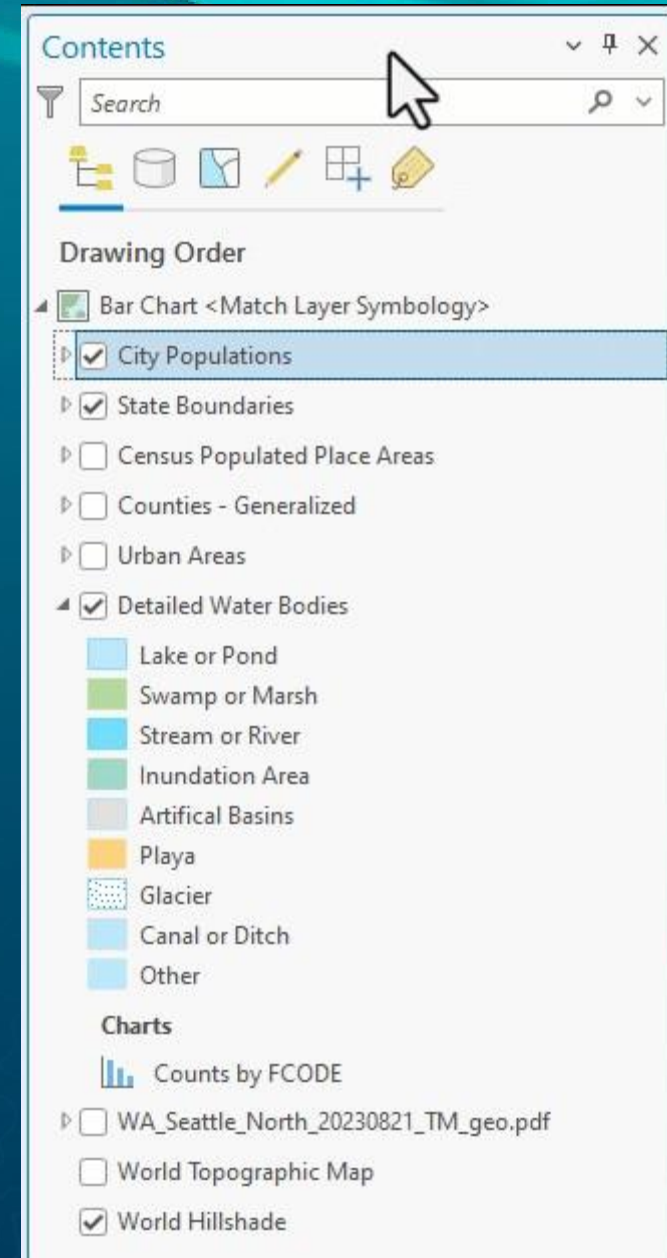 Contents
Search
Drawing Order
Bar Chart <Match Layer Symbology>
City Populations
State Boundaries
Census Populated Place Areas
Counties - Generalized
Urban Areas
Detailed Water Bodies
Lake or Pond
Swamp or Marsh
Stream or River
Inundation Area
Artifical Basins
Playa
Glacier
Canal or Ditch
Other
Charts
Counts by FCODE
WA_Seattle_North_20230821_TM_geo.pdf
World Topographic Map
World Hillshade